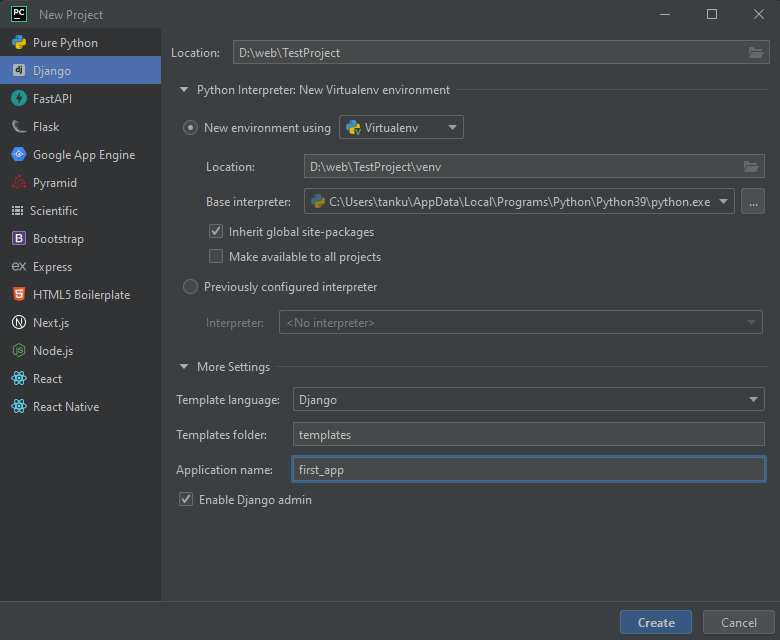 PC New Project
Pure Python
dj Django
FastAPI
Flask
Google App Engine
Pyramid
Scientific
B Bootstrap
ex Express
5 HTML5 Boilerplate
N Next.js
JS Node.js
React
React Native
Location: D:\web\TestProject
Python Interpreter: New Virtualenv environment
New environment using V Virtualenv
Location: D:\web\TestProject\venv
Base interpreter: C:\Users\tanku\AppData\Local\Programs\Python\Python39\python.exe ...
Inherit global site-packages
Make available to all projects
Previously configured interpreter
Interpreter: <No interpreter>
More Settings
Template language: Django
Templates folder: templates
Application name: first_app
Enable Django admin
Create Cancel